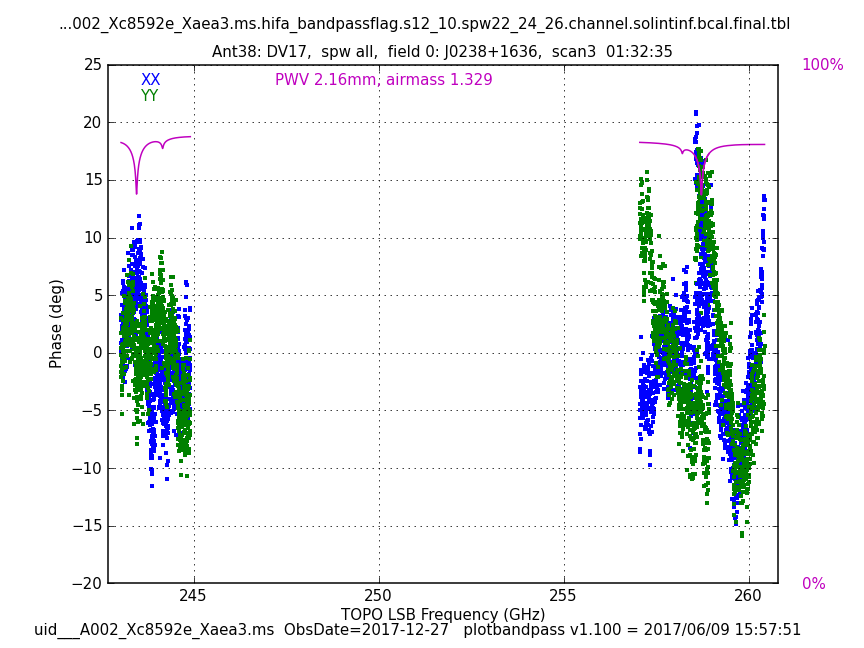 ...002_Xc8592e_Xaea3.ms.hifa_bandpassflag.s12_10.spw22_24_26.channel.solintinf.bcal.final.tbl
Ant38: DV17,  spw all,  field 0: J0238+1636,  scan3  01:32:35
25 100%
XX PWV 2.16mm, airmass 1.329
YY
20
15
10
5
Phase (deg)
0
−5
−10
−15
−20 0%
245 250 255 260
TOPO LSB Frequency (GHz)
uid___A002_Xc8592e_Xaea3.ms  ObsDate=2017-12-27   plotbandpass v1.100 = 2017/06/09 15:57:51